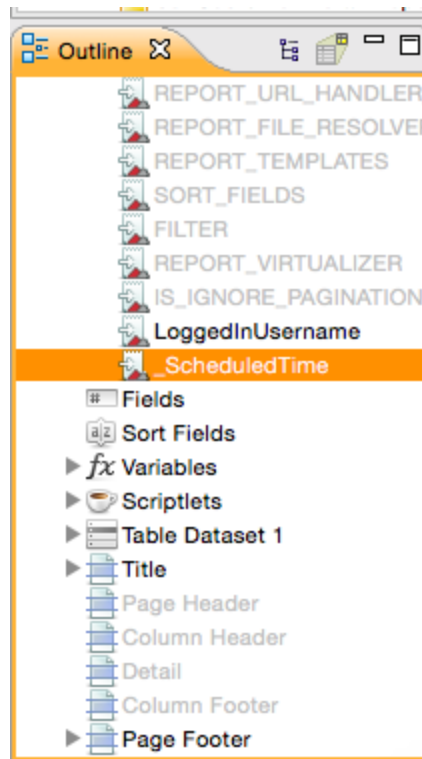 Outline
REPORT_URL_HANDLER
REPORT_FILE_RESOLVE
REPORT_TEMPLATES
SORT_FIELDS
FILTER
REPORT_VIRTUALIZER
IS_IGNORE_PAGINATION
LoggedInUsername
_ScheduledTime
# Fields
a z Sort Fields
fx Variables
Scriptlets
Table Dataset 1
Title
Page Header
Column Header
Detail
Column Footer
Page Footer